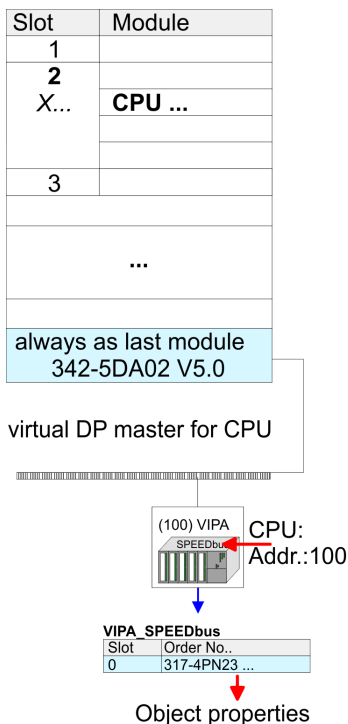 Slot Module
1
2
X... CPU ...
3
...
always as last module
342-5DA02 V5.0
virtual DP master for CPU
(100) VIPA
SPEEDbus
CPU:
Addr.:100
VIPA_SPEEDbus
Slot Order No..
0 317-4PN23 ...
Object properties